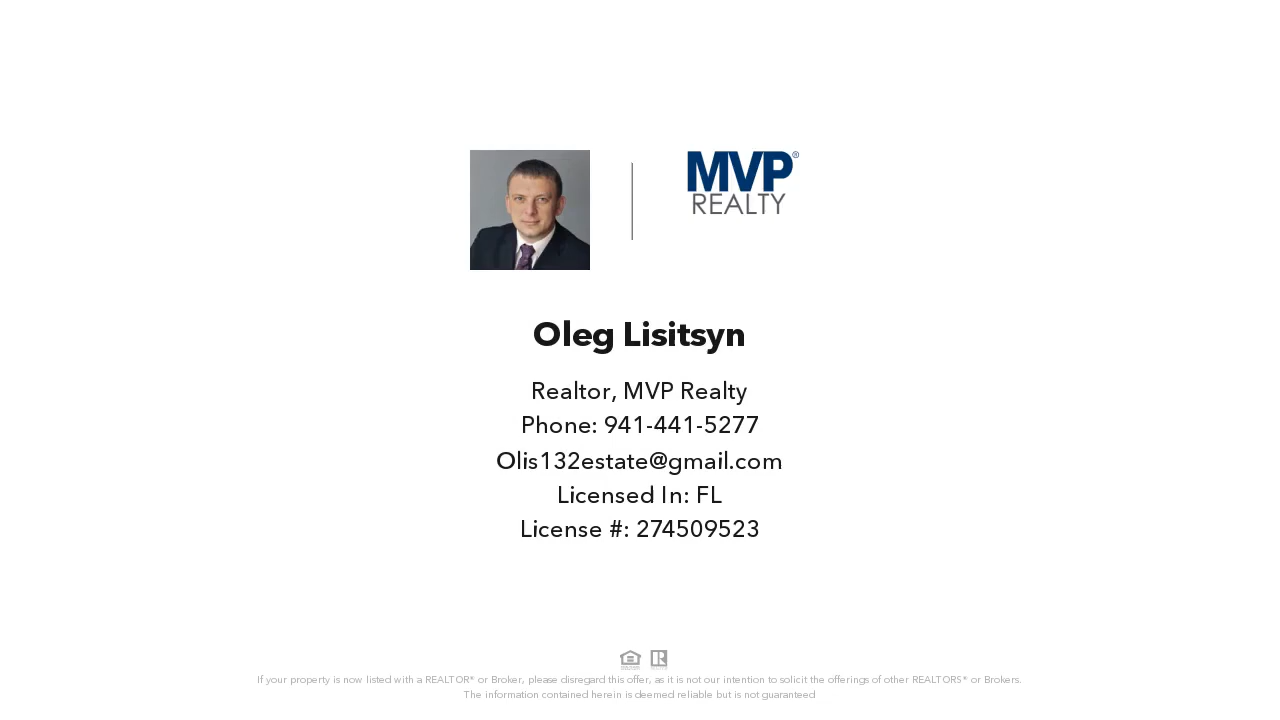 MVP®
REALTY
Oleg Lisitsyn
Realtor, MVP Realty
Phone: 941-441-5277
Olis132estate@gmail.com
Licensed In: FL
License #: 274509523
If your property is now listed with a REALTOR® or Broker, please disregard this offer, as it is not our intention to solicit the offerings of other REALTORS® or Brokers.
The information contained herein is deemed reliable but is not guaranteed